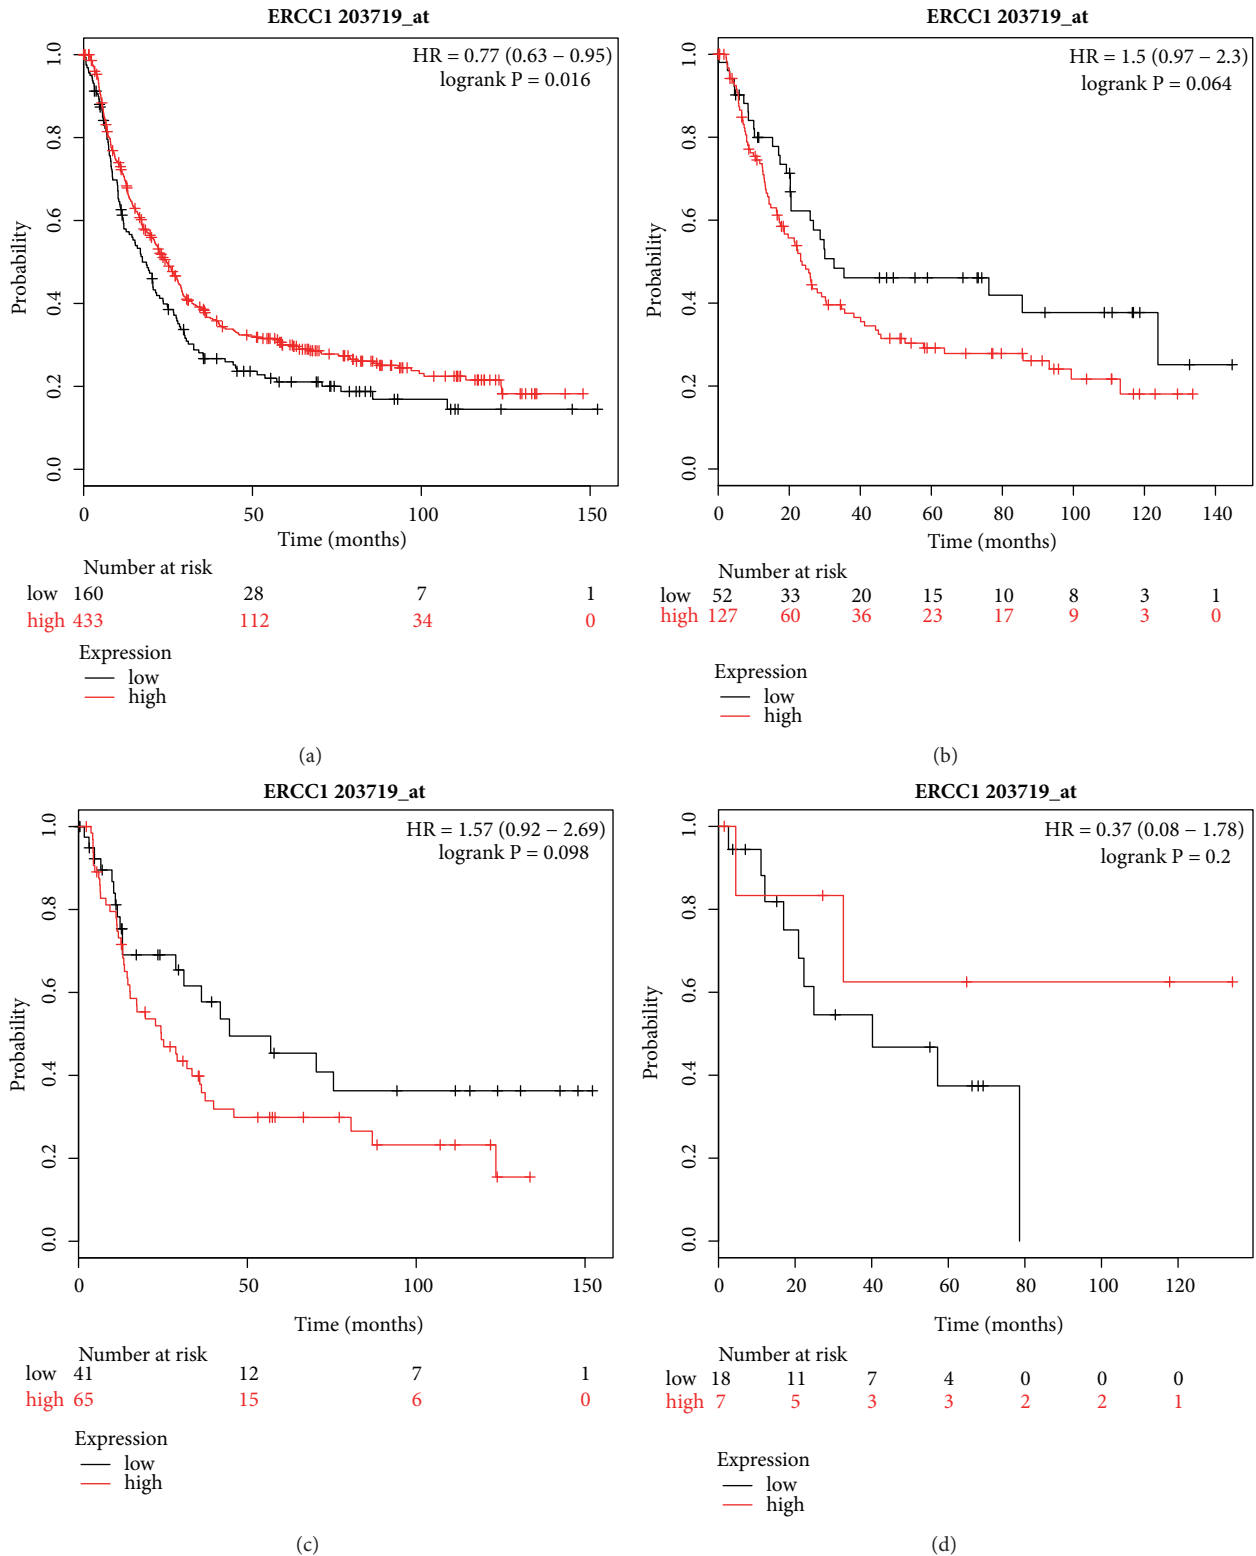 ERCC1 203719_at
HR = 0.77 (0.63 − 0.95)
logrank P = 0.016
Probability
1.0
0.8
0.6
0.4
0.2
0.0
0 50 100 150
Time (months)
Number at risk
low 160 28 7 1
high 433 112 34 0
Expression
low
high
(a)
ERCC1 203719_at
HR = 1.5 (0.97 − 2.3)
logrank P = 0.064
Probability
1.0
0.8
0.6
0.4
0.2
0.0
0 20 40 60 80 100 120 140
Time (months)
Number at risk
low 52 33 20 15 10 8 3 1
high 127 60 36 23 17 9 3 0
Expression
low
high
(b)
ERCC1 203719_at
HR = 1.57 (0.92 − 2.69)
logrank P = 0.098
Probability
1.0
0.8
0.6
0.4
0.2
0.0
0 50 100 150
Time (months)
Number at risk
low 41 12 7 1
high 65 15 6 0
Expression
low
high
(c)
ERCC1 203719_at
HR = 0.37 (0.08 − 1.78)
logrank P = 0.2
Probability
1.0
0.8
0.6
0.4
0.2
0.0
0 20 40 60 80 100 120
Time (months)
Number at risk
low 18 11 7 4 0 0 0
high 7 5 3 3 2 2 1
Expression
low
high
(d)